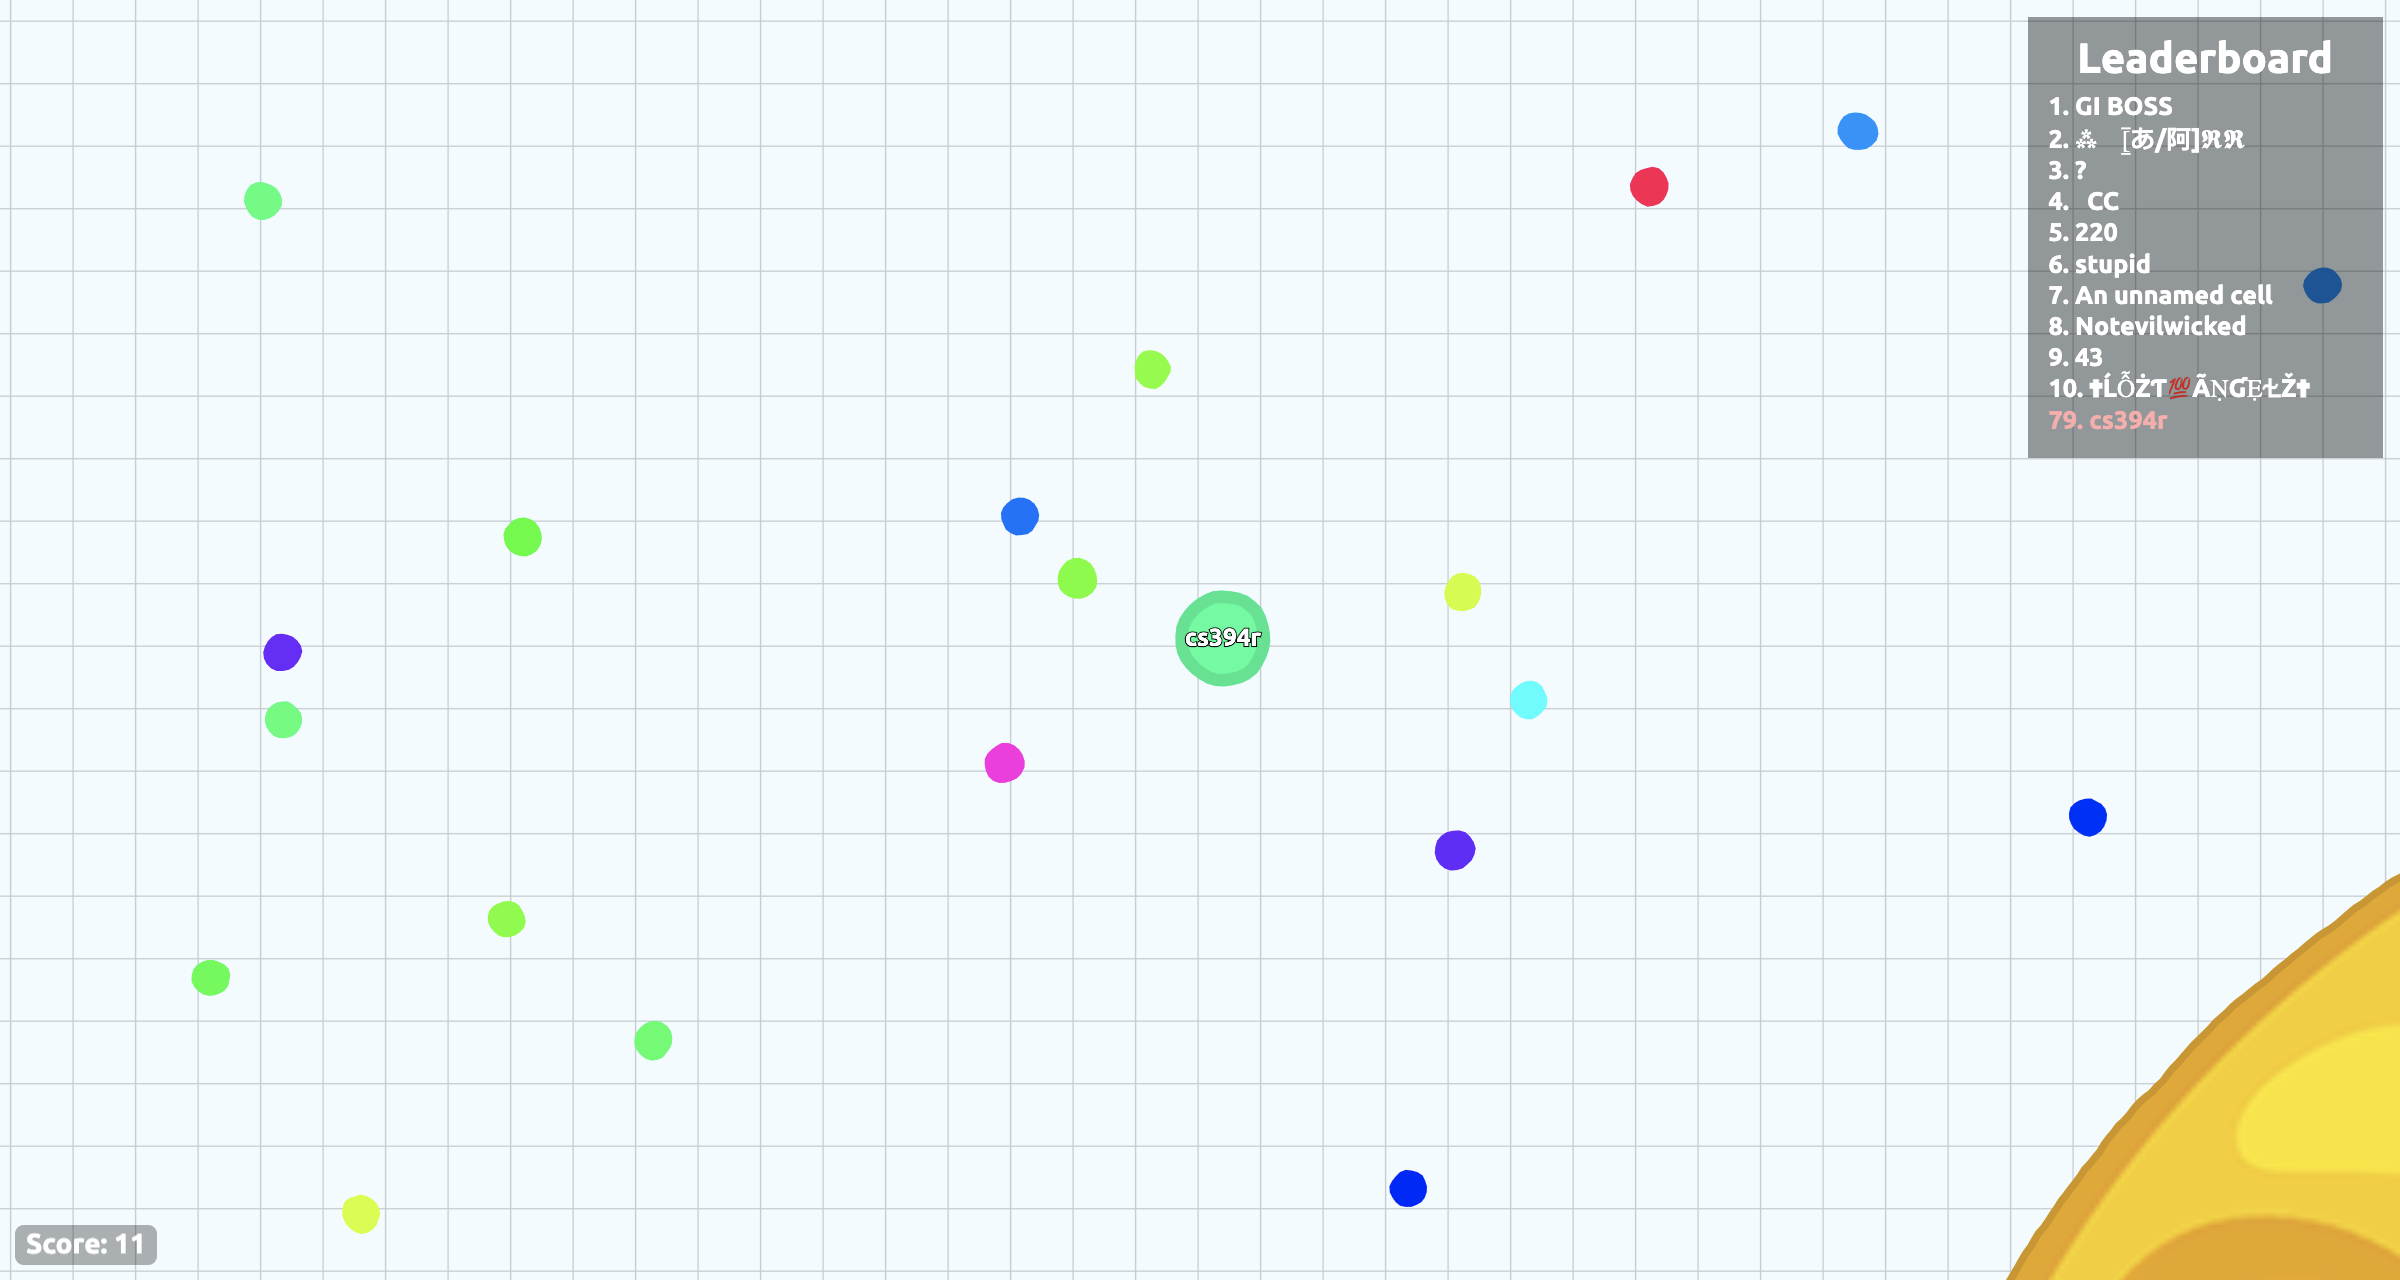 Leaderboard
1. GI BOSS
2. ⁂ [あ/阿]ℜℜ
3. ?
4. CC
5. 220
6. stupid
7. An unnamed cell
8. Notevilwicked
9. 43
10. ✝ĹỖŻT💯ÃṆƓẸȽŽ✝
79. cs394r
cs394r
Score: 11